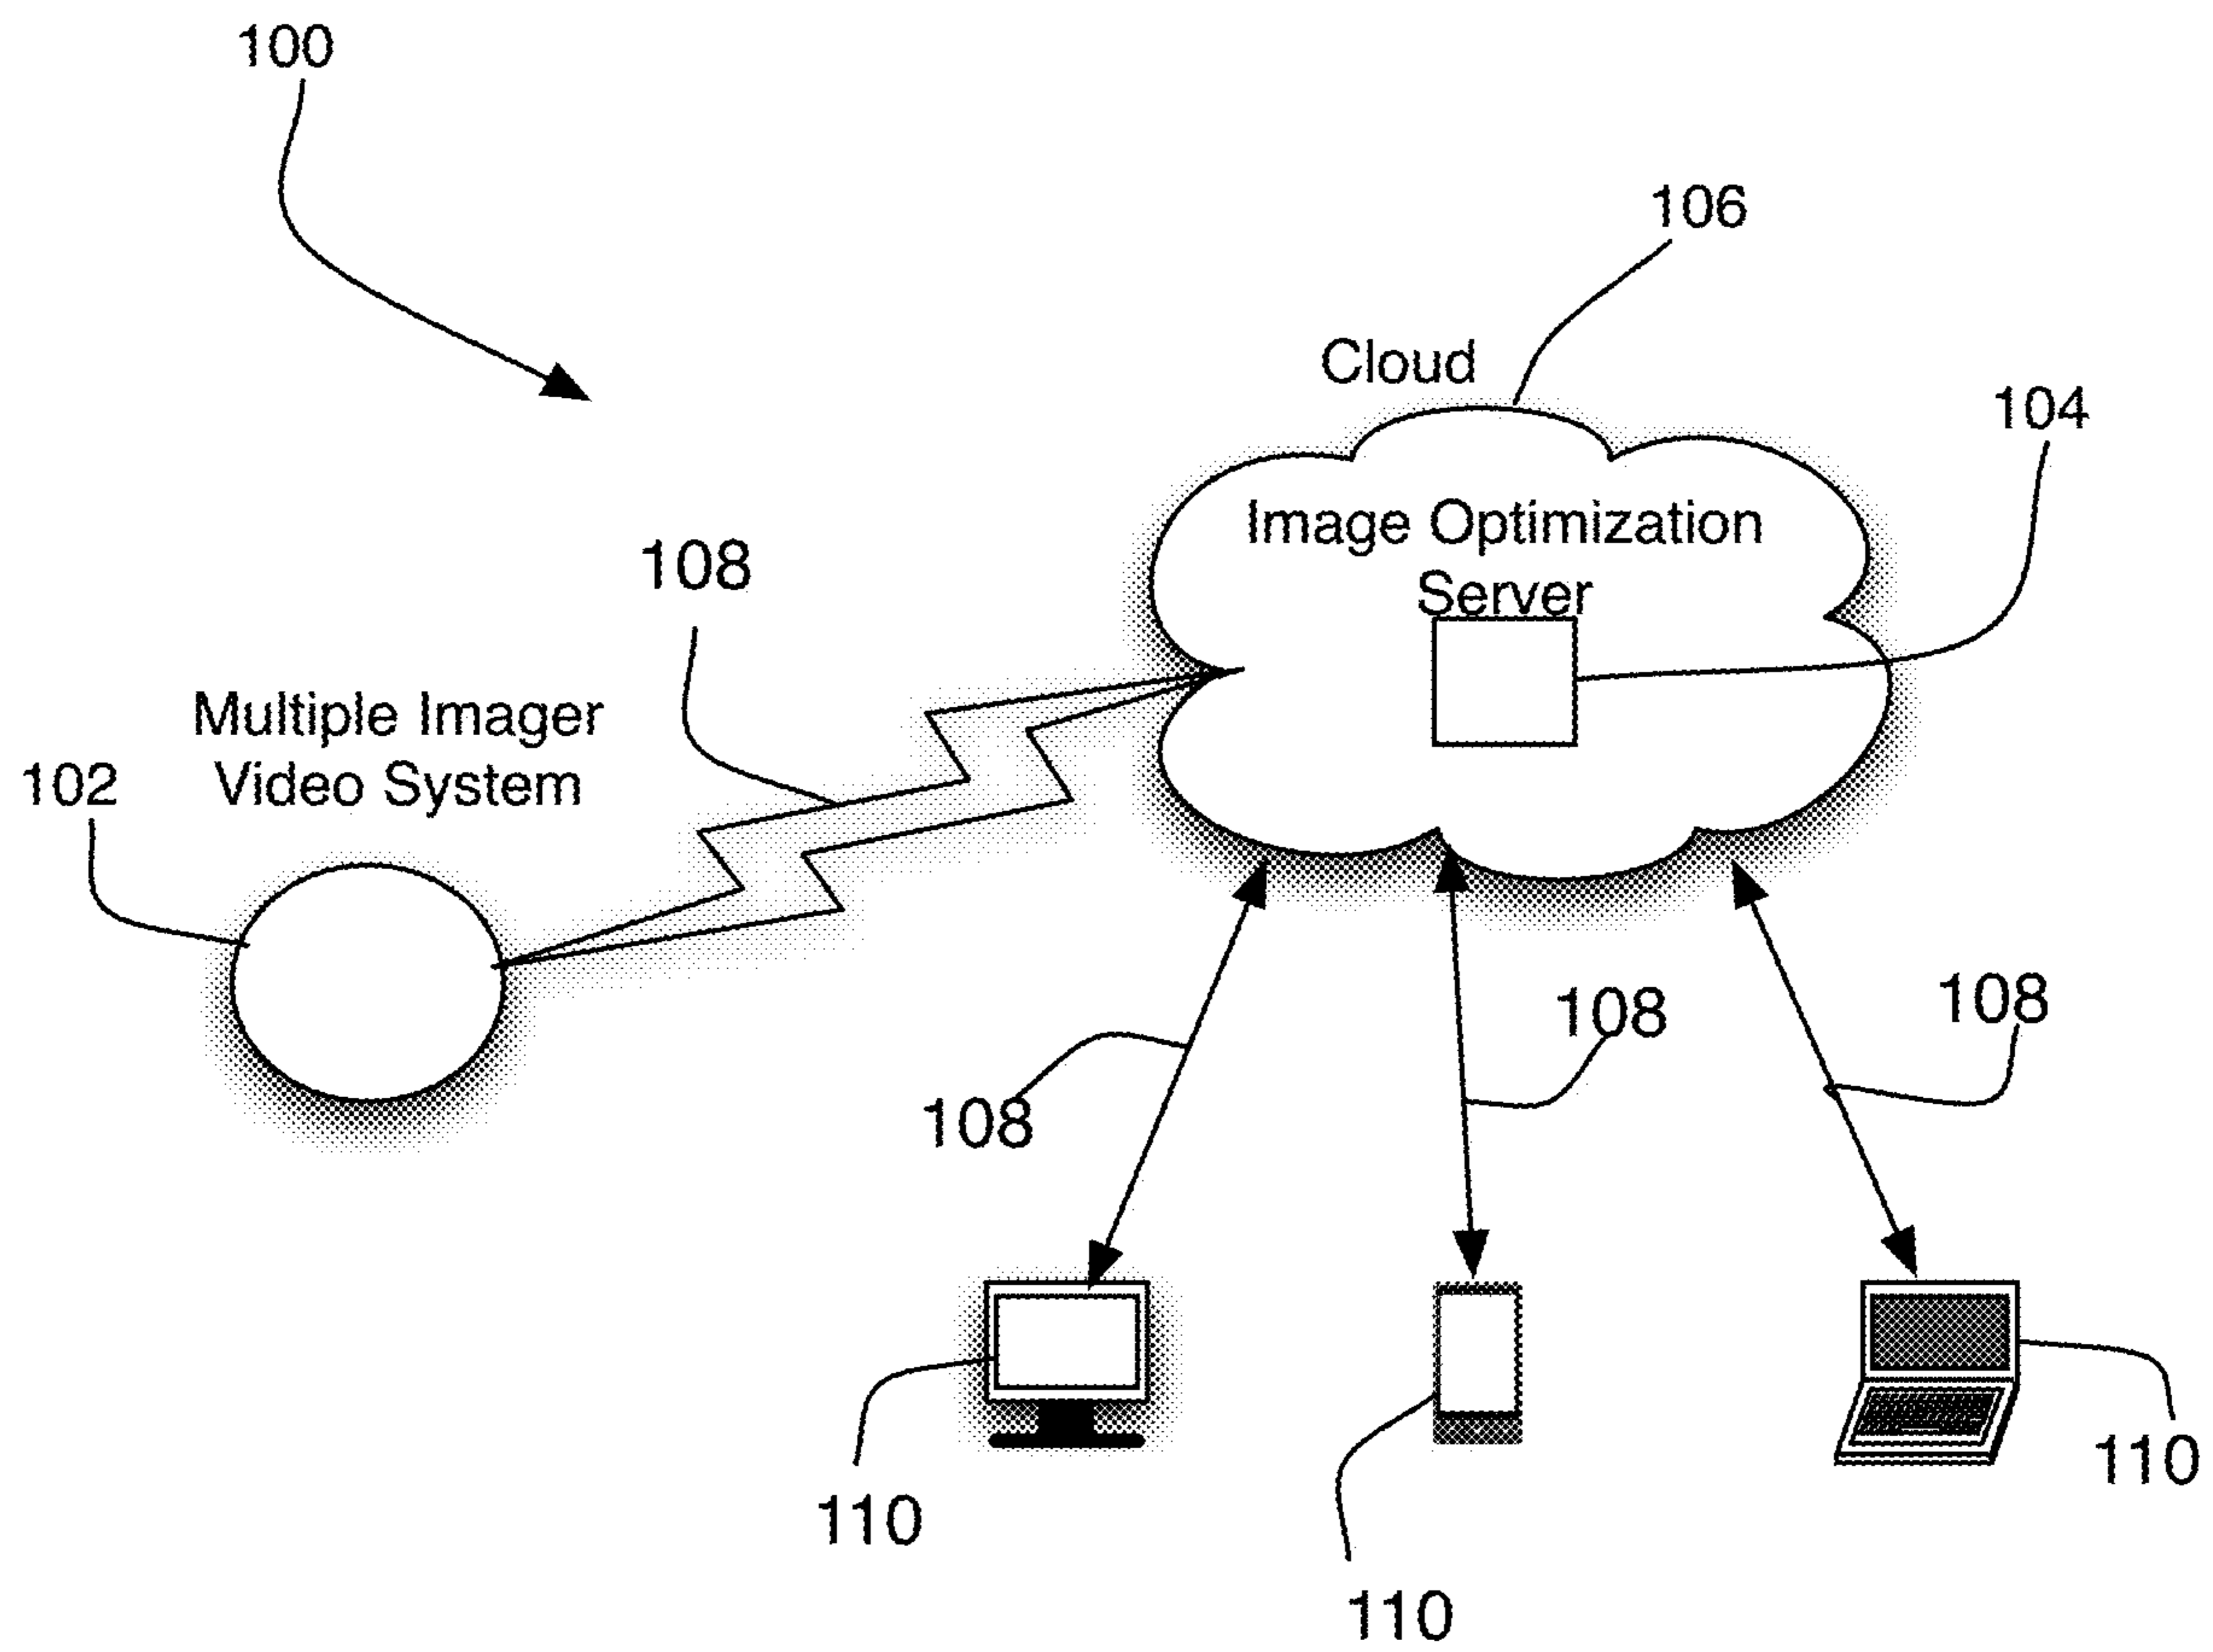 100
106
Cloud
104
Image Optimization
Server
108
Multiple Imager
Video System
102
108
108
108
110
110
110